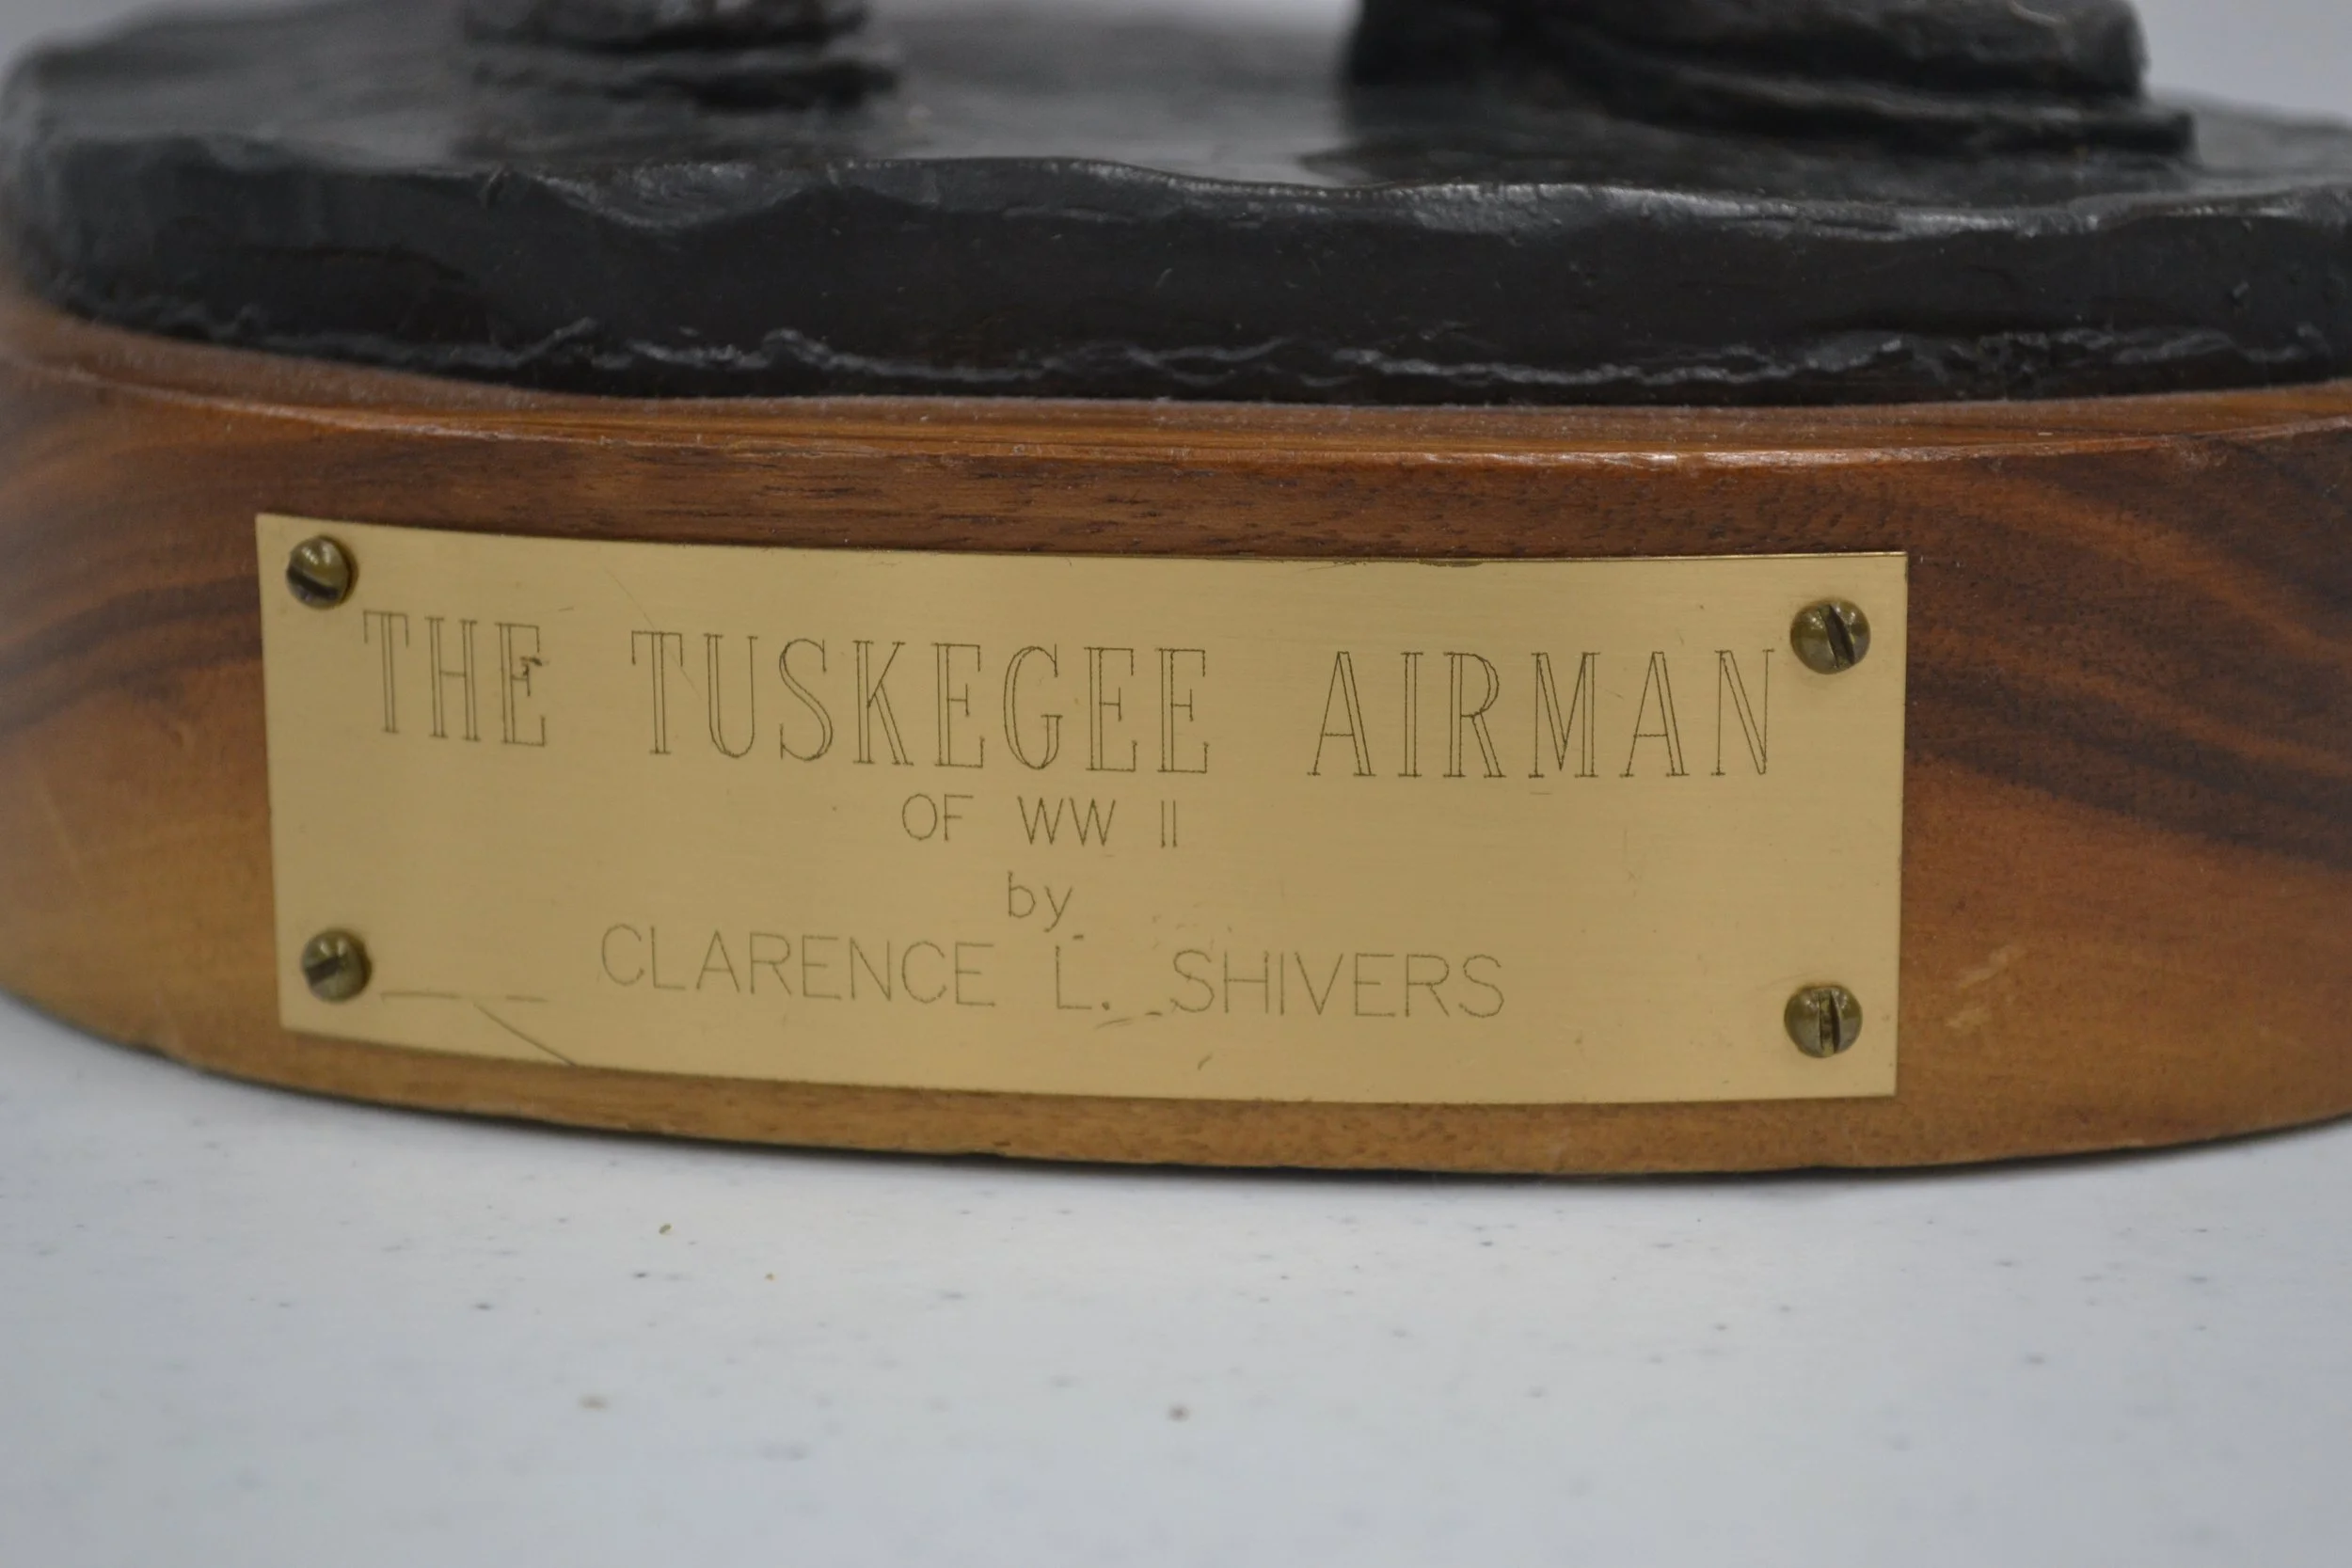 THE TUSKEGEE AIRMAN
OF WW II
by
CLARENCE L. SHIVERS